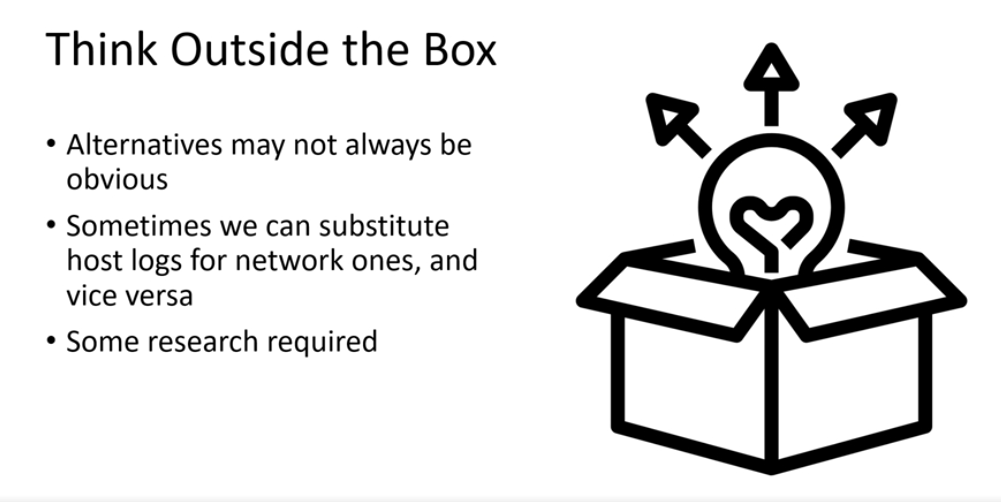 Think Outside the Box
• Alternatives may not always be
obvious
• Sometimes we can substitute
host logs for network ones, and
vice versa
• Some research required